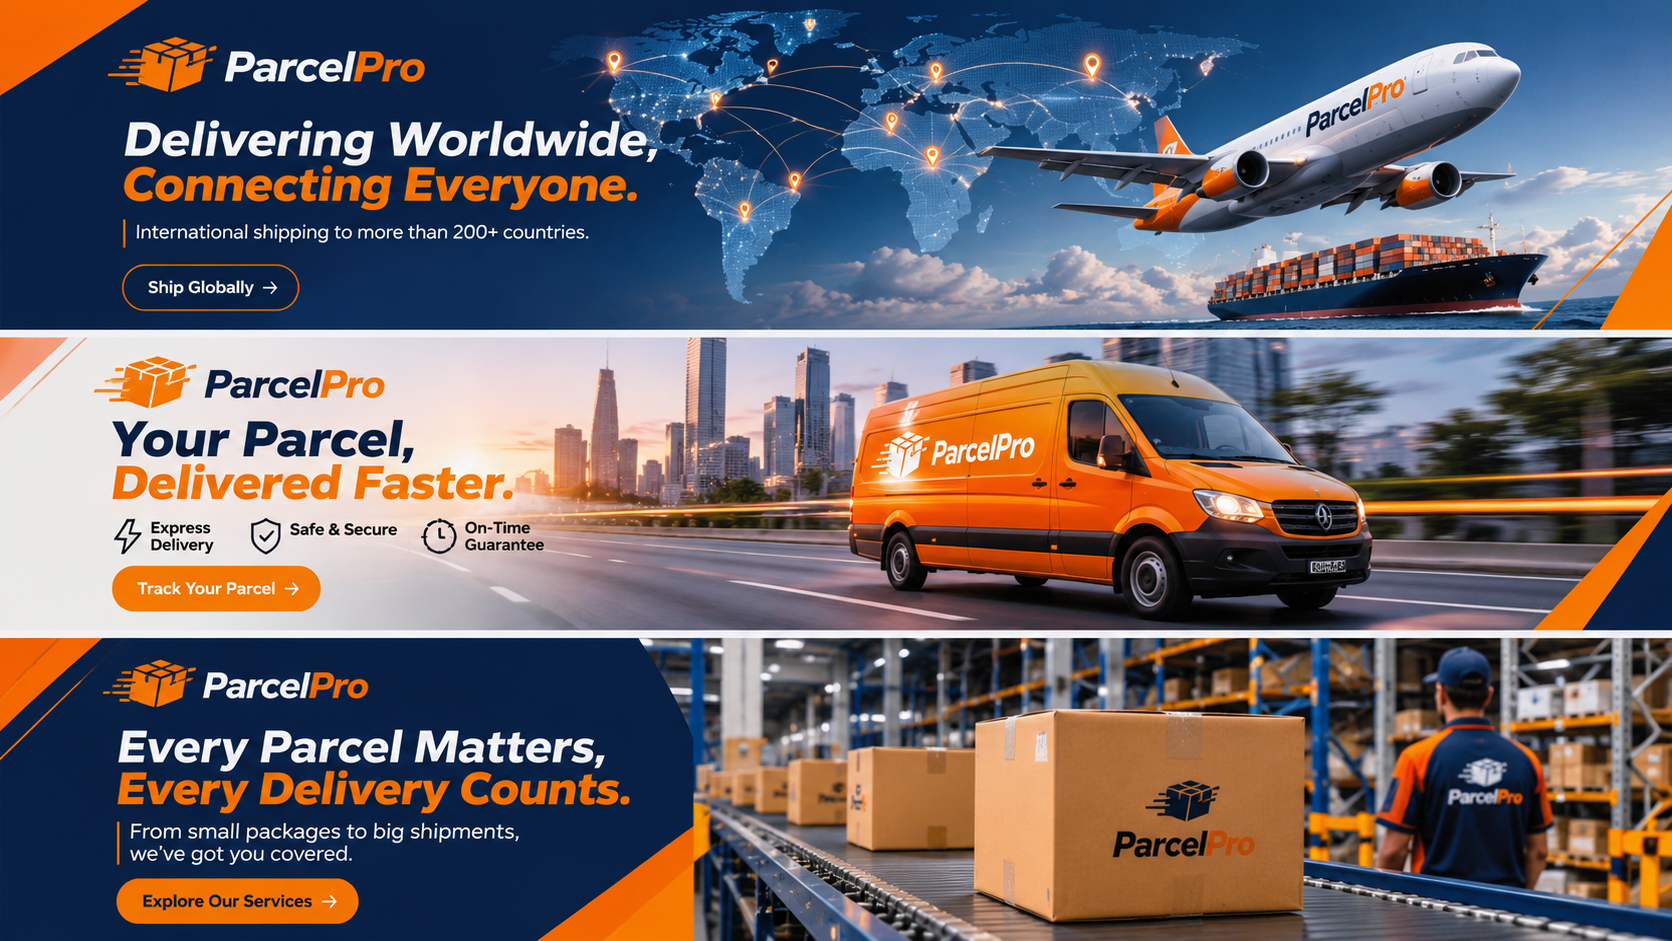 ParcelPro
Delivering Worldwide,
Connecting Everyone.
International shipping to more than 200+ countries.
Ship Globally →
ParcelPro
ParcelPro
Your Parcel,
Delivered Faster.
Express
Delivery
Safe & Secure
On-Time
Guarantee
Track Your Parcel →
ParcelPro
ParcelPro
Every Parcel Matters,
Every Delivery Counts.
From small packages to big shipments,
we've got you covered.
Explore Our Services →
ParcelPro
ParcelPro